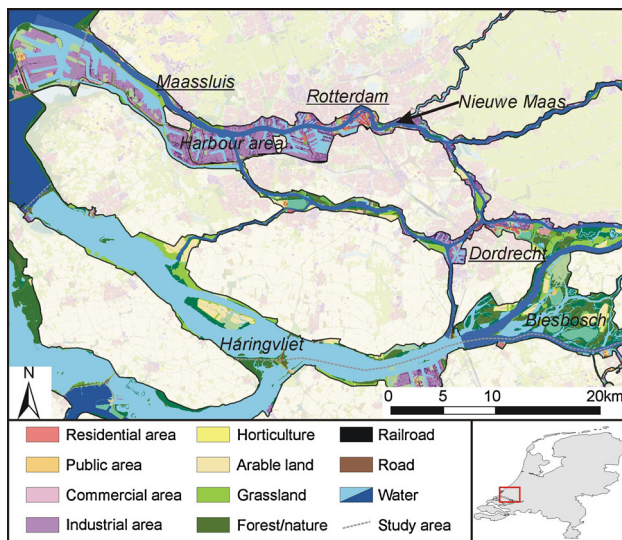 Maassluis
Rotterdam
Nieuwe Maas
Harbour area
Dordrecht
Biesbosch
Haringvliet
N
0 5 10 20km
Residential area
Horticulture
Railroad
Public area
Arable land
Road
Commercial area
Grassland
Water
Industrial area
Forest/nature
Study area